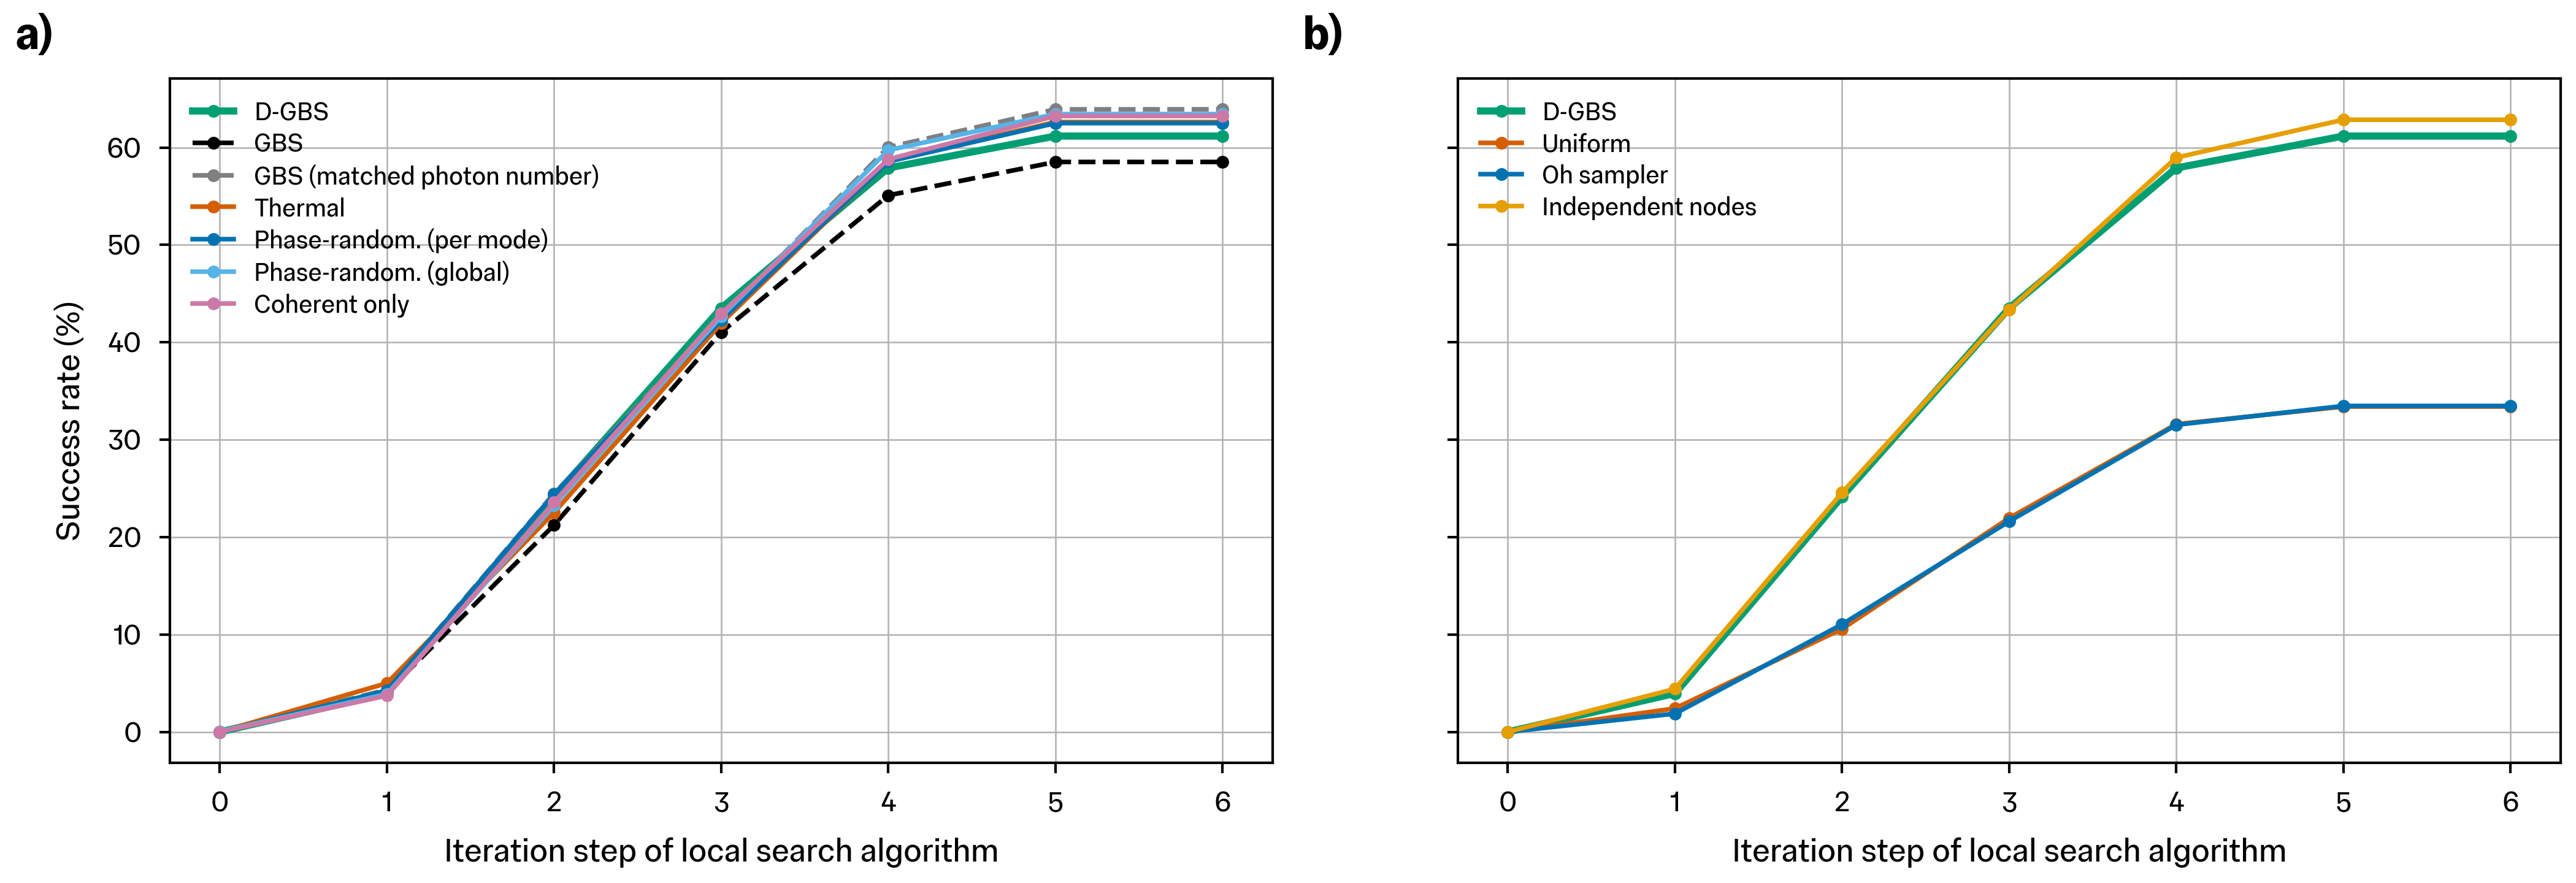 a)
D-GBS
GBS
GBS (matched photon number)
Thermal
Phase-random. (per mode)
Phase-random. (global)
Coherent only
Success rate (%)
60
50
40
30
20
10
0
0 1 2 3 4 5 6
Iteration step of local search algorithm
b)
D-GBS
Uniform
Oh sampler
Independent nodes
0 1 2 3 4 5 6
Iteration step of local search algorithm